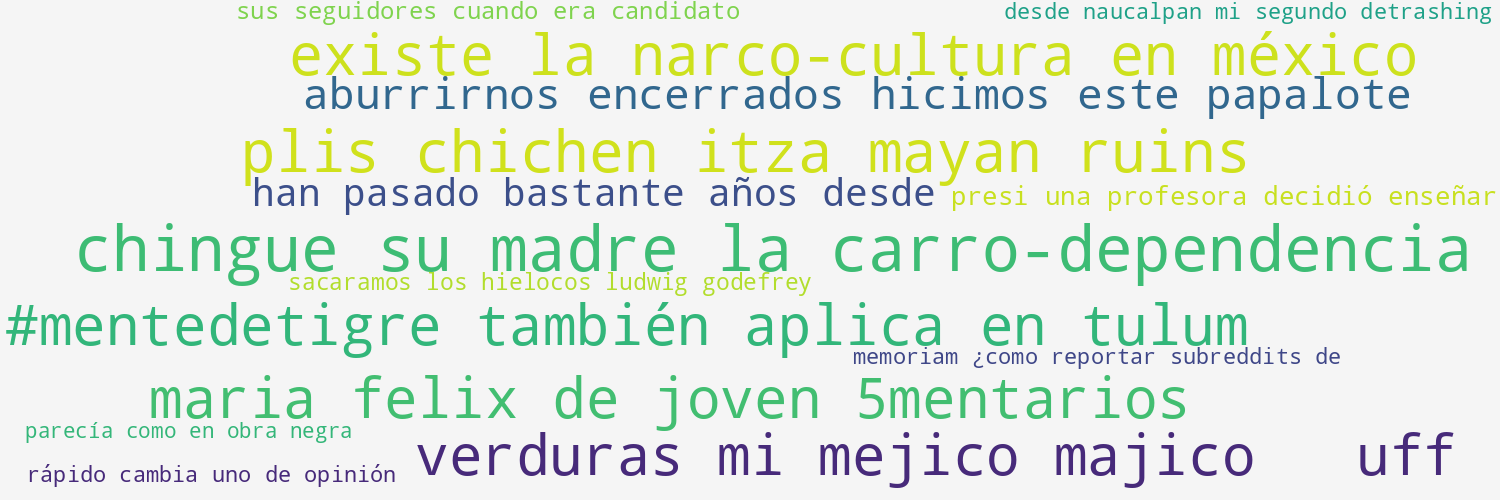 sus seguidores cuando era candidato
desde naucalpan mi segundo detrashing
existe la narco-cultura en méxico
aburrirnos encerrados hicimos este papalote
plis chichen itza mayan ruins
han pasado bastante años desde
presi una profesora decidió enseñar
chingue su madre la carro-dependencia
sacaramos los hielocos ludwig godefrey
#mentedetigre también aplica en tulum
memoriam ¿como reportar subreddits de
maria felix de joven 5mentarios
parecía como en obra negra
verduras mi mejico majico uff
rápido cambia uno de opinión